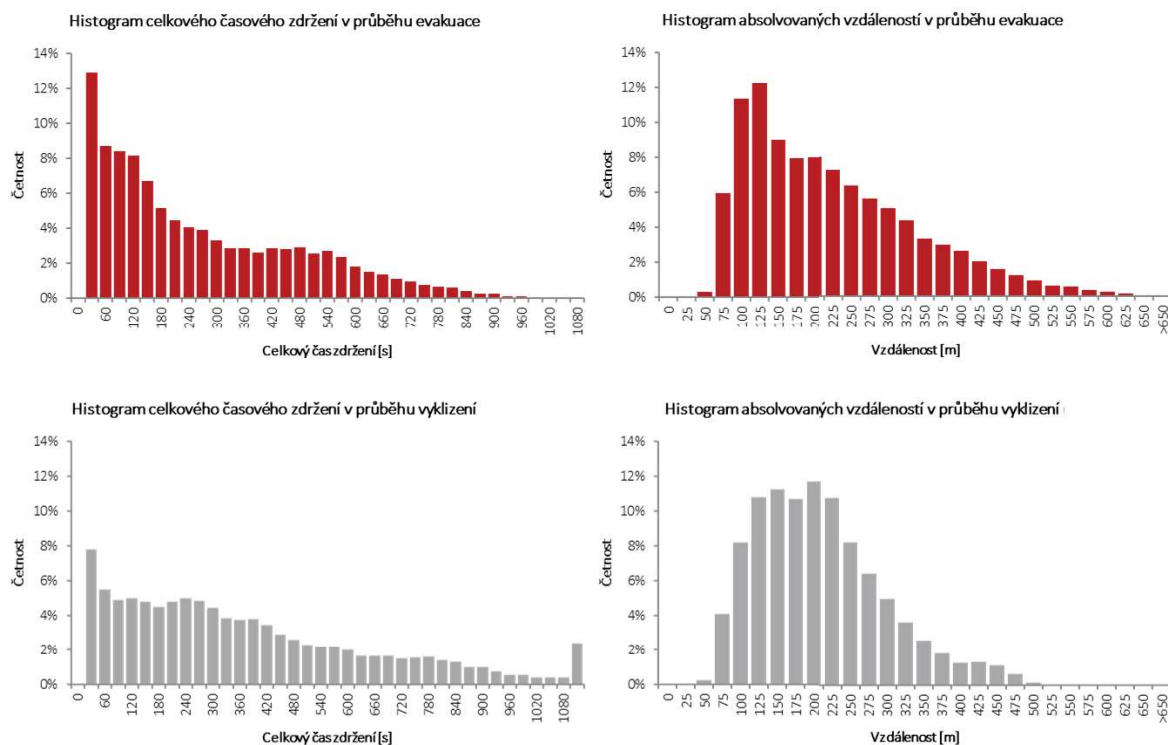 Histogram celkového časového zdržení v průběhu evakuace
14%
12%
10%
8%
6%
4%
2%
0%
Četnost
0 60 120 180 240 300 360 420 480 540 600 660 720 780 840 900 960 1020 1080
Celkový čas zdržení [s]
Histogram absolvovaných vzdáleností v průběhu evakuace
14%
12%
10%
8%
6%
4%
2%
0%
Četnost
0 25 50 75 100 125 150 175 200 225 250 275 300 325 350 375 400 425 450 475 500 525 550 575 600 625 650 >650
Vzdálenost [m]
Histogram celkového časového zdržení v průběhu vyklizení
14%
12%
10%
8%
6%
4%
2%
0%
Četnost
0 60 120 180 240 300 360 420 480 540 600 660 720 780 840 900 960 1020 1080
Celkový čas zdržení [s]
Histogram absolvovaných vzdáleností v průběhu vyklizení
14%
12%
10%
8%
6%
4%
2%
0%
Četnost
0 25 50 75 100 125 150 175 200 225 250 275 300 325 350 375 400 425 450 475 500 525 550 575 600 625 650 >650
Vzdálenost [m]